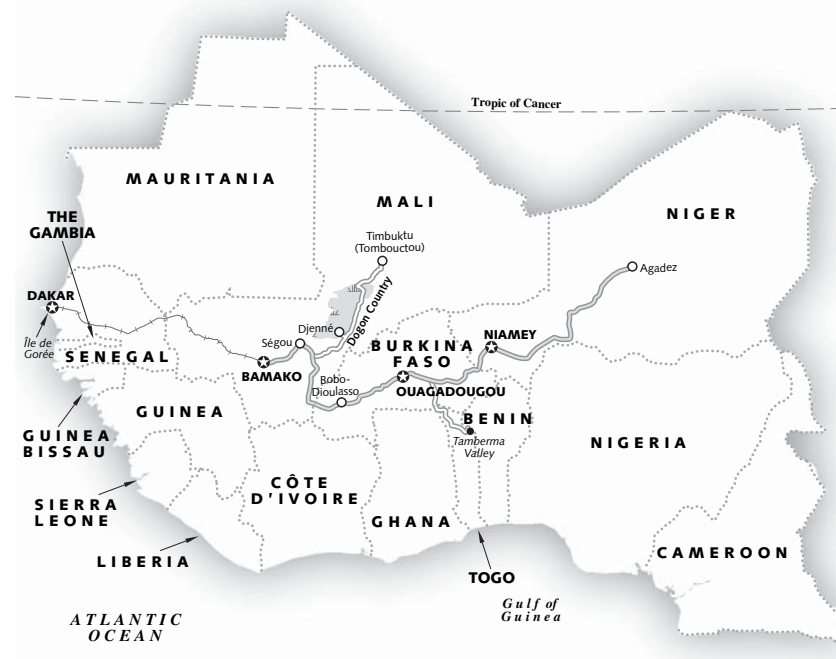 Tropic of Cancer
MAURITANIA
MALI
NIGER
THE
GAMBIA
Timbuktu
(Tombouctou)
Agadez
DAKAR
Île de
Gorée
SENEGAL
Ségou
Djenné
Dogon Country
BURKINA
FASO
NIAMEY
BAMAKO
Bobo-
Dioulasso
OUAGADOUGOU
GUINEA
BENIN
Tamberma
Valley
NIGERIA
GUINEA
BISSAU
CÔTE
D'IVOIRE
SIERRA
LEONE
GHANA
LIBERIA
CAMEROON
TOGO
Gulf of
Guinea
ATLANTIC
OCEAN